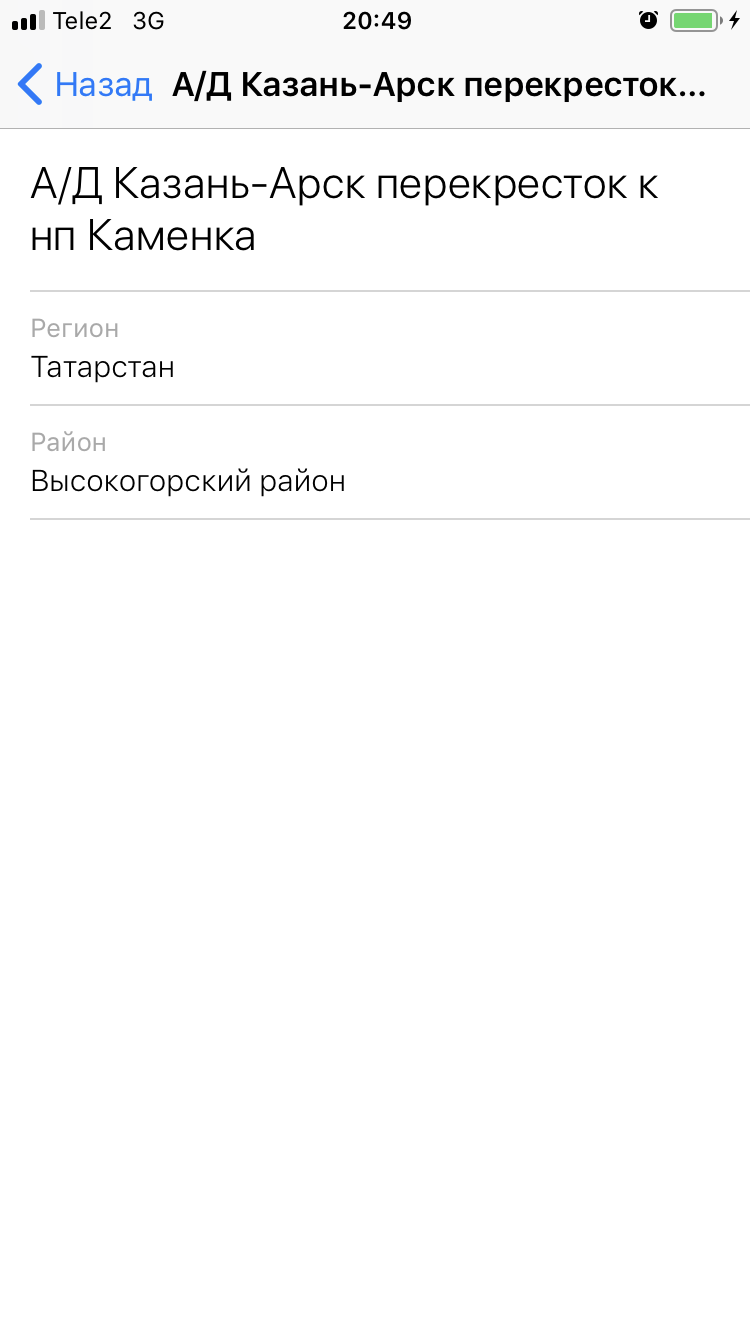 Tele2 3G 20:49
Назад А/Д Казань-Арск перекресток...
А/Д Казань-Арск перекресток к
нп Каменка
Регион
Татарстан
Район
Высокогорский район